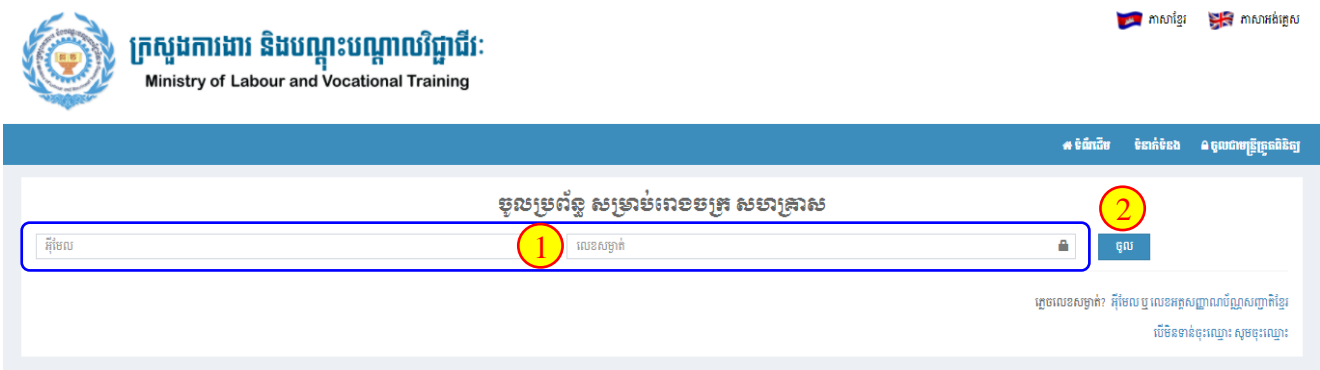 ភាសាខ្មែរ ភាសាអង់គ្លេស
ក្រសួងការងារ និងបណ្តុះបណ្តាលវិជ្ជាជីវៈ
Ministry of Labour and Vocational Training
ទំព័រដើម ទំនាក់ទំនង ចូលជាមន្ត្រីត្រួតពិនិត្យ
ចូលប្រព័ន្ធ សម្រាប់រោងចត្រ សហគ្រាស
2
អ៊ីមែល 1 លេខសម្ងាត់ ចូល
ភ្លេចលេខសម្ងាត់? អ៊ីមែល ឬ លេខអត្តសញ្ញាណប័ណ្ណសញ្ជាតិខ្មែរ
បើមិនទាន់ចុះឈ្មោះ សូមចុះឈ្មោះ